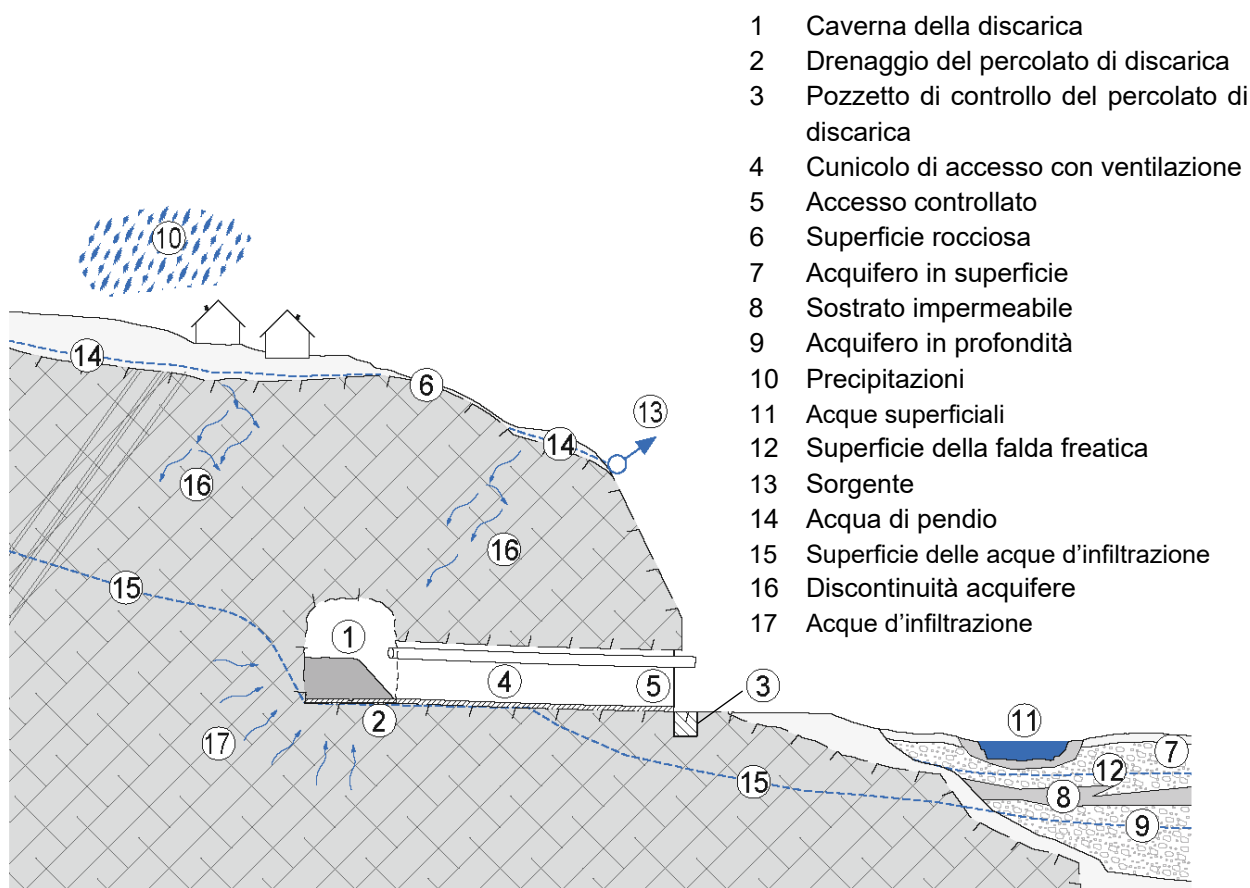 1 Caverna della discarica
2 Drenaggio del percolato di discarica
3 Pozzetto di controllo del percolato di
discarica
4 Cunicolo di accesso con ventilazione
5 Accesso controllato
6 Superficie rocciosa
7 Acquifero in superficie
8 Sostrato impermeabile
9 Acquifero in profondità
10 Precipitazioni
11 Acque superficiali
12 Superficie della falda freatica
13 Sorgente
14 Acqua di pendio
15 Superficie delle acque d’infiltrazione
16 Discontinuità acquifere
17 Acque d’infiltrazione
10
14
6
13
14
16
16
15
1
4
5
3
2
17
11
7
12
15
8
9